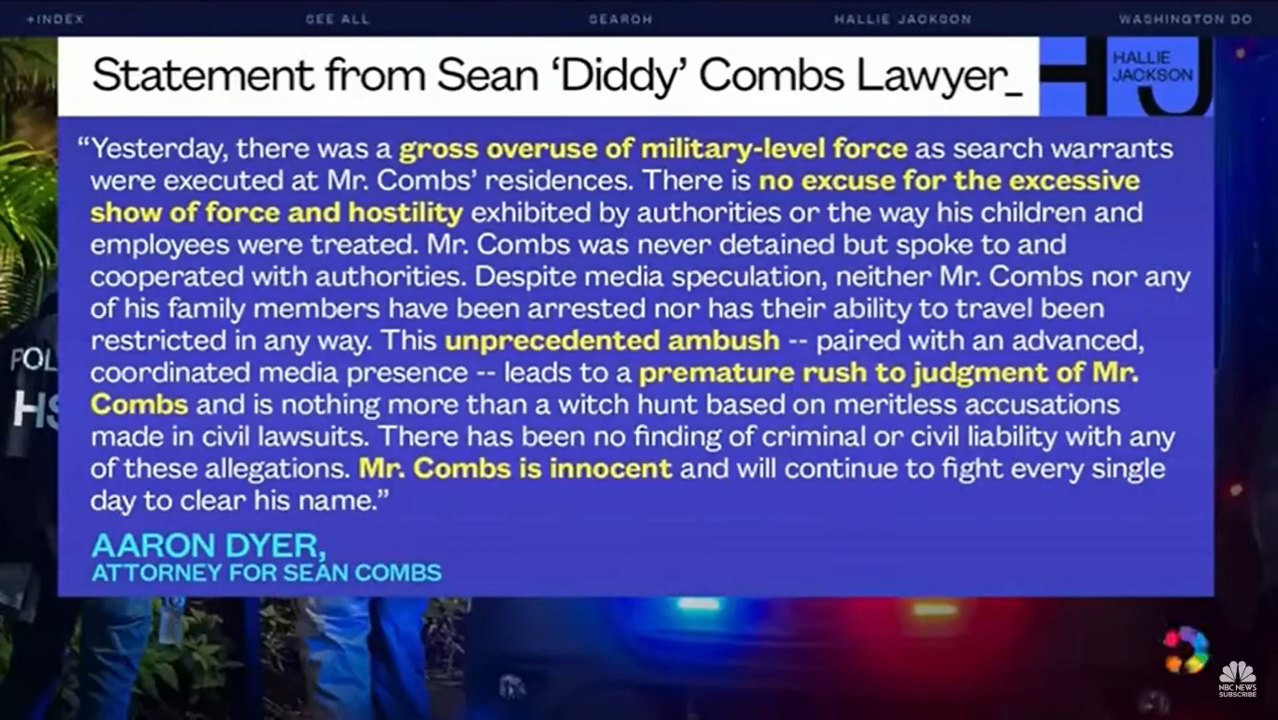 +INDEX
SEE ALL
SEARCH
HALLIE JACKSON
WASHINGTON DC
Statement from Sean ‘Diddy’ Combs Lawyer_
HALLIE
JACKSON
HJ
“Yesterday, there was a gross overuse of military-level force as search warrants
were executed at Mr. Combs’ residences. There is no excuse for the excessive
show of force and hostility exhibited by authorities or the way his children and
employees were treated. Mr. Combs was never detained but spoke to and
cooperated with authorities. Despite media speculation, neither Mr. Combs nor any
of his family members have been arrested nor has their ability to travel been
restricted in any way. This unprecedented ambush -- paired with an advanced,
coordinated media presence -- leads to a premature rush to judgment of Mr.
Combs and is nothing more than a witch hunt based on meritless accusations
made in civil lawsuits. There has been no finding of criminal or civil liability with any
of these allegations. Mr. Combs is innocent and will continue to fight every single
day to clear his name.”
AARON DYER,
ATTORNEY FOR SEAN COMBS
POL
HS
NBC NEWS
SUBSCRIBE